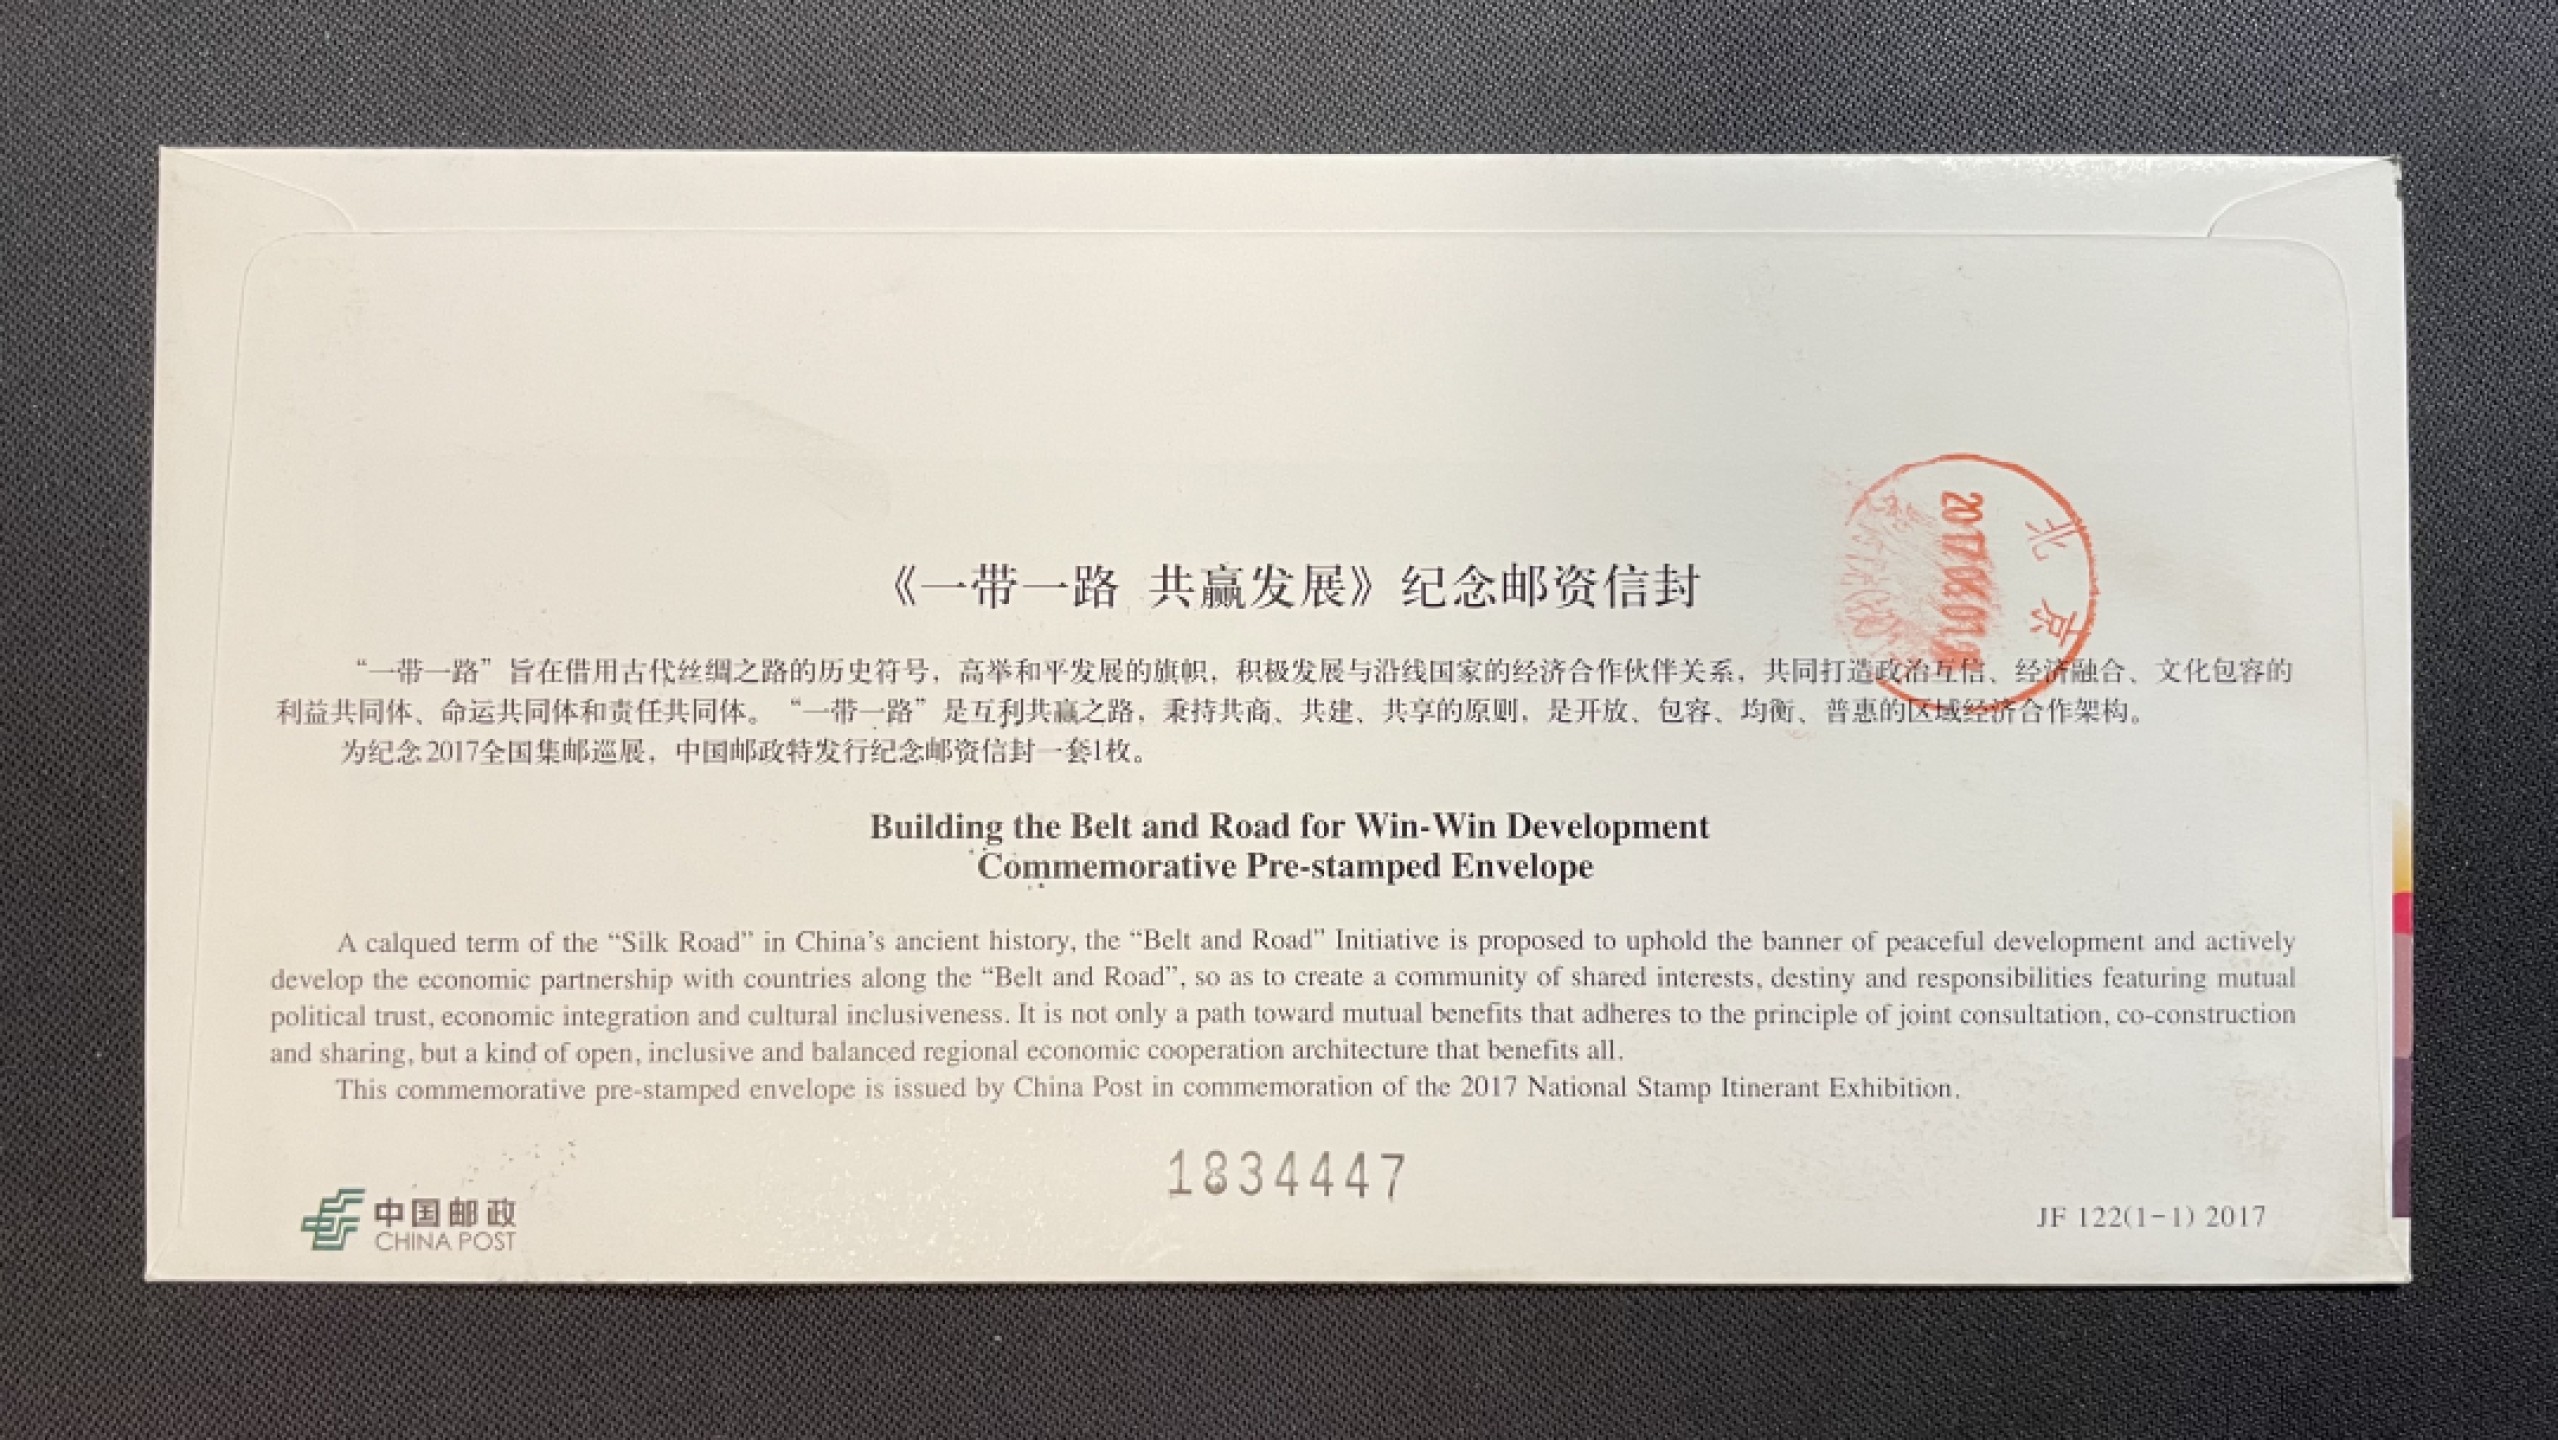 北京
《一带一路 共赢发展》纪念邮资信封
“一带一路”旨在借用古代丝绸之路的历史符号，高举和平发展的旗帜，积极发展与沿线国家的经济合作伙伴关系，共同打造政治互信、经济融合、文化包容的
利益共同体、命运共同体和责任共同体。“一带一路”是互利共赢之路，秉持共商、共建、共享的原则，是开放、包容、均衡、普惠的区域经济合作架构。
为纪念2017全国集邮巡展，中国邮政特发行纪念邮资信封一套1枚。
Building the Belt and Road for Win-Win Development
Commemorative Pre-stamped Envelope
A calqued term of the “Silk Road” in China’s ancient history, the “Belt and Road” Initiative is proposed to uphold the banner of peaceful development and actively
develop the economic partnership with countries along the “Belt and Road”, so as to create a community of shared interests, destiny and responsibilities featuring mutual
political trust, economic integration and cultural inclusiveness. It is not only a path toward mutual benefits that adheres to the principle of joint consultation, co-construction
and sharing, but a kind of open, inclusive and balanced regional economic cooperation architecture that benefits all.
This commemorative pre-stamped envelope is issued by China Post in commemoration of the 2017 National Stamp Itinerant Exhibition.
1834447
中国邮政
CHINA POST
JF 122(1-1) 2017